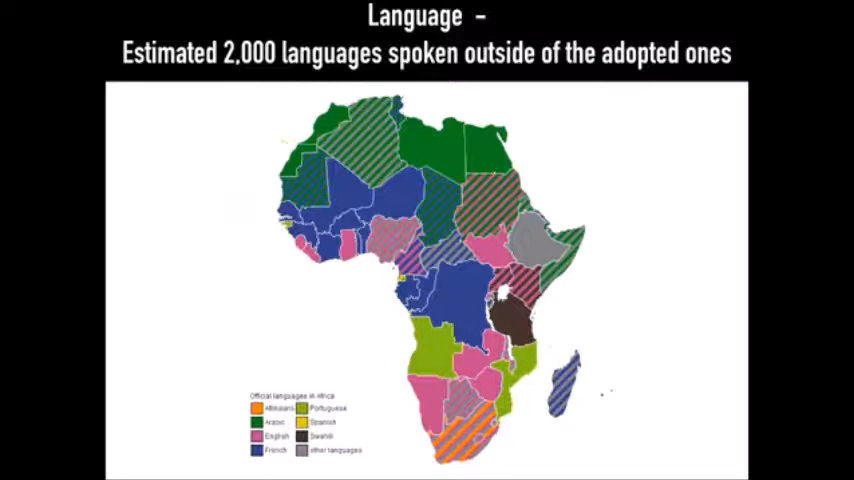 Language -
Estimated 2,000 languages spoken outside of the adopted ones
Official languages in Africa
Afrikaans Portuguese
Arabic Spanish
English Swahili
French other languages